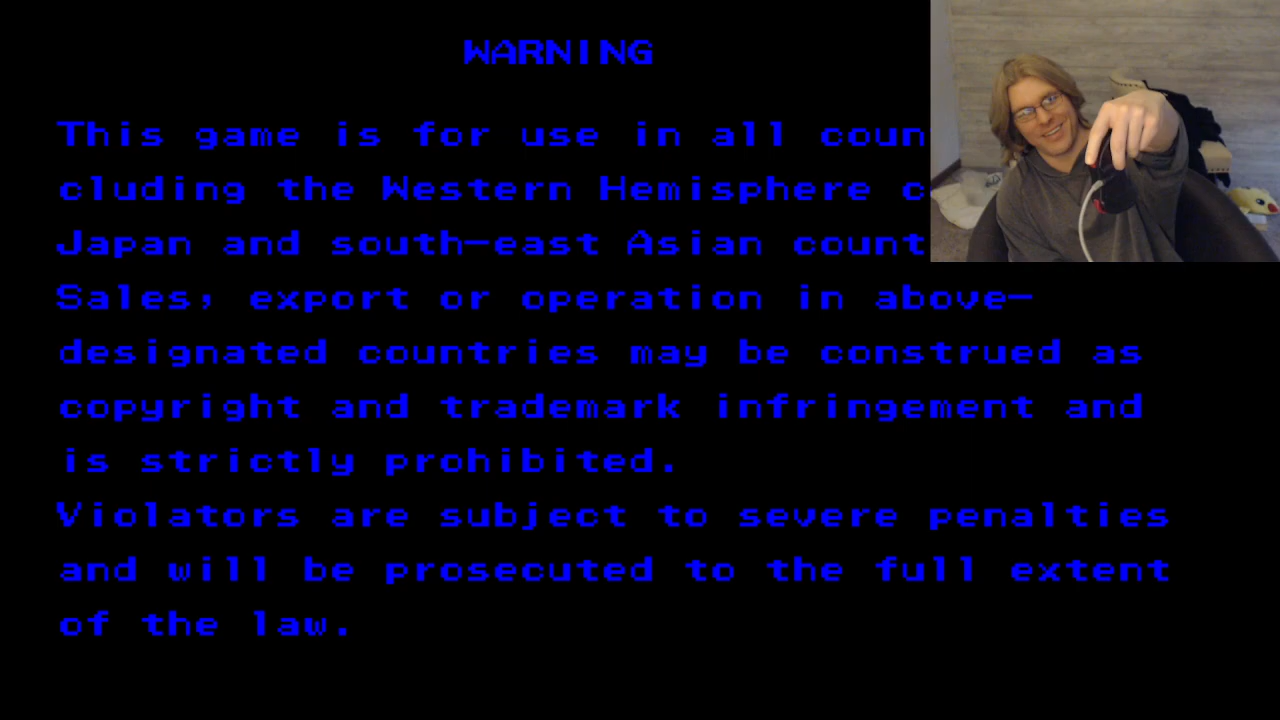 WARNING
This game is for use in all coun
cluding the Western Hemisphere c
Japan and south-east Asian count
Sales, export or operation in above-
designated countries may be construed as
copyright and trademark infringement and
is strictly prohibited.
Violators are subject to severe penalties
and will be prosecuted to the full extent
of the law.